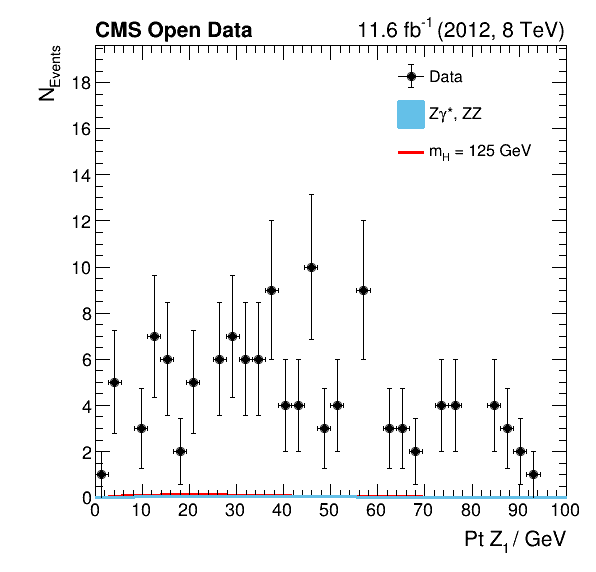 CMS Open Data 11.6 fb⁻¹ (2012, 8 TeV)
N_Events
Data
Zγ*, ZZ
m_H = 125 GeV
18
16
14
12
10
8
6
4
2
0
0 10 20 30 40 50 60 70 80 90 100
Pt Z₁ / GeV